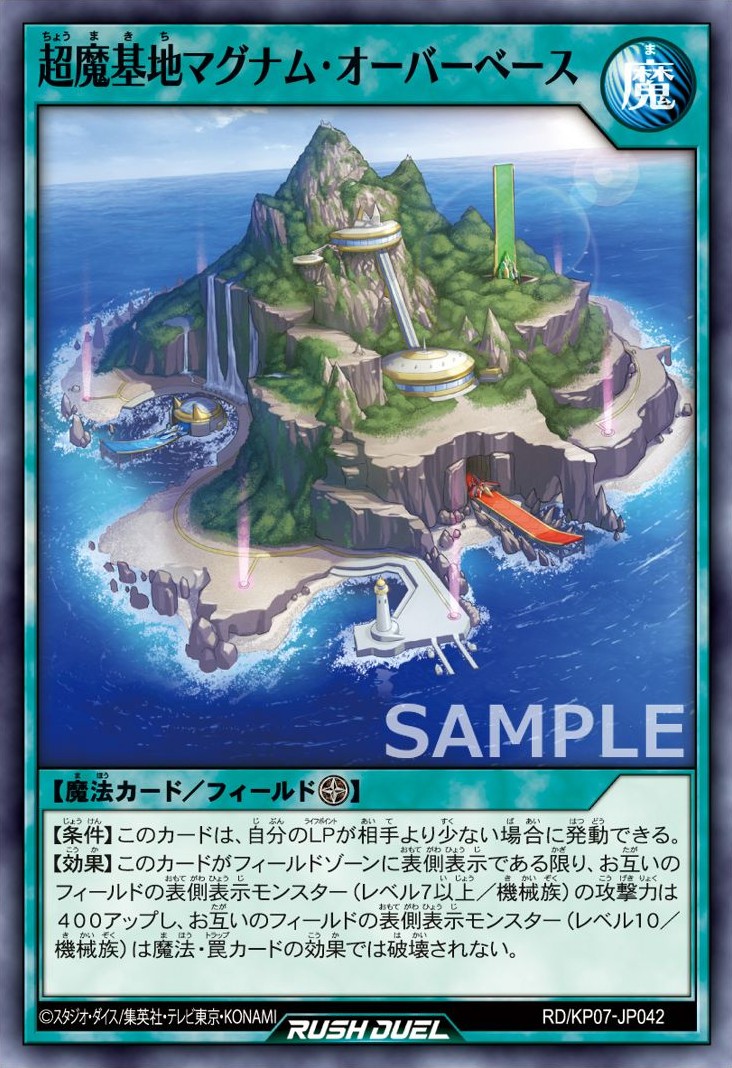 超魔基地マグナム・オーバーベース
魔
SAMPLE
【魔法カード／フィールド】
【条件】このカードは、自分のLPが相手より少ない場合に発動できる。
【効果】このカードがフィールドゾーンに表側表示である限り、お互いの
フィールドの表側表示モンスター（レベル7以上／機械族）の攻撃力は
４００アップし、お互いのフィールドの表側表示モンスター（レベル10／
機械族）は魔法・罠カードの効果では破壊されない。
©スタジオ・ダイス/集英社・テレビ東京・KONAMI
RUSH DUEL
RD/KP07-JP042